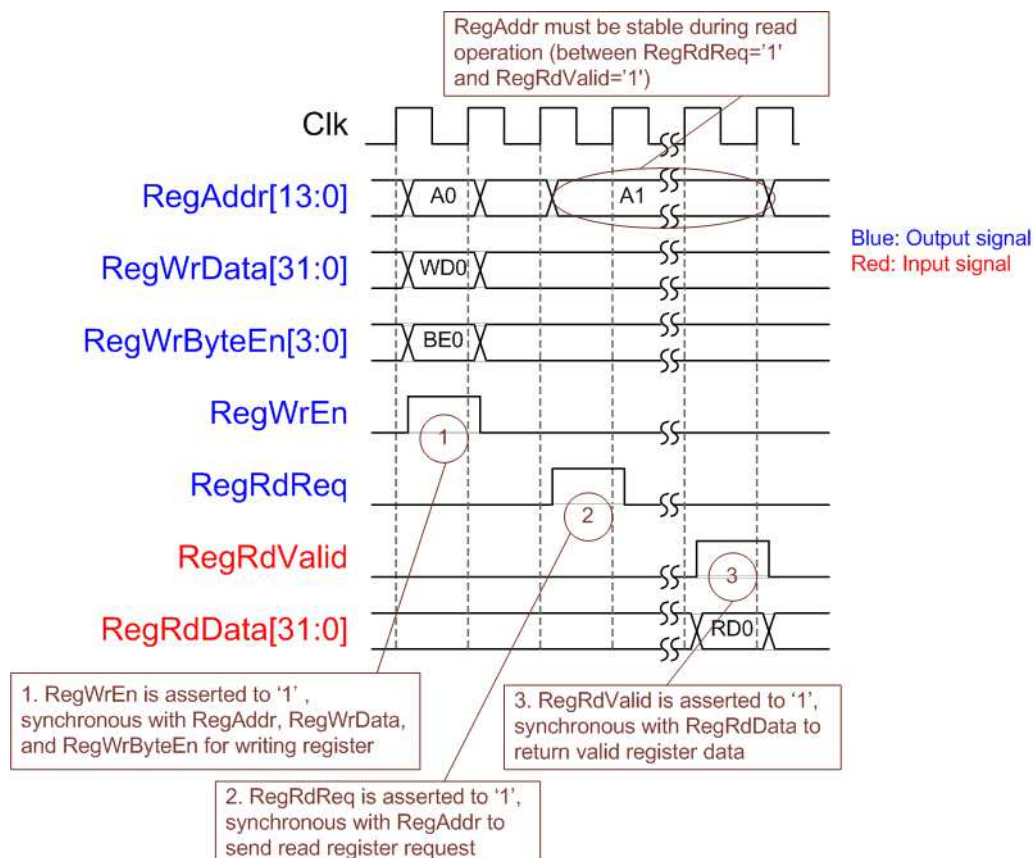 RegAddr must be stable during read
operation (between RegRdReq='1'
and RegRdValid='1')
Clk
RegAddr[13:0]
A0
A1
Blue: Output signal
Red: Input signal
RegWrData[31:0]
WD0
RegWrByteEn[3:0]
BE0
RegWrEn
1
RegRdReq
2
RegRdValid
3
RegRdData[31:0]
RD0
1. RegWrEn is asserted to ‘1’ ,
synchronous with RegAddr, RegWrData,
and RegWrByteEn for writing register
3. RegRdValid is asserted to ‘1’,
synchronous with RegRdData to
return valid register data
2. RegRdReq is asserted to ‘1’,
synchronous with RegAddr to
send read register request